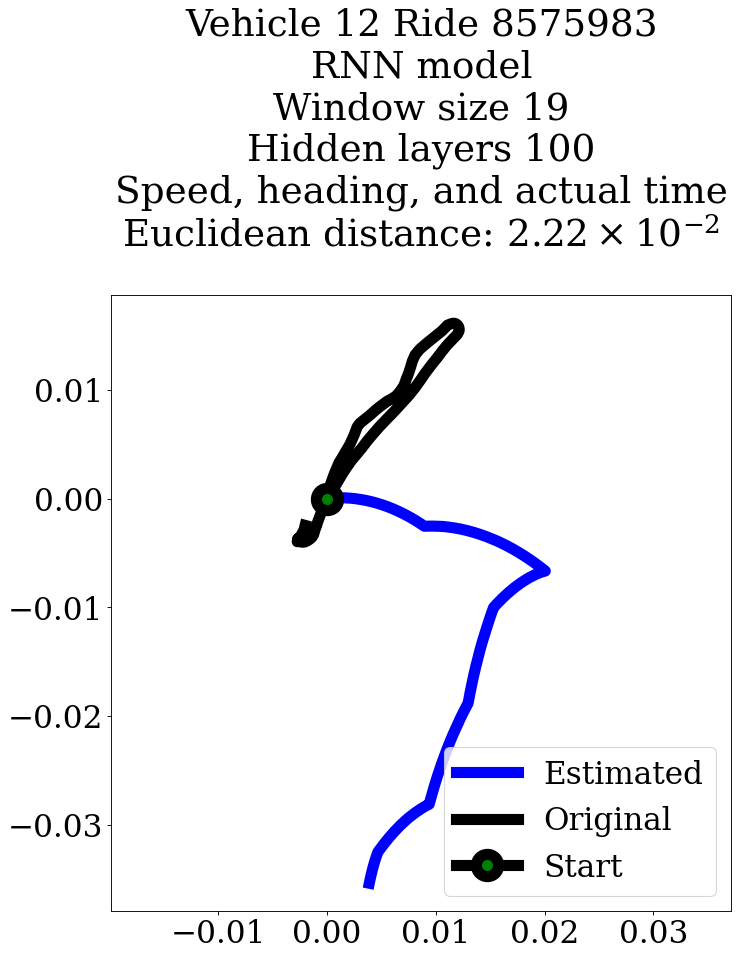 Vehicle 12 Ride 8575983
RNN model
Window size 19
Hidden layers 100
Speed, heading, and actual time
Euclidean distance: 2.22 × 10⁻²
0.01
0.00
−0.01
−0.02
−0.03
Estimated
Original
Start
−0.01 0.00 0.01 0.02 0.03